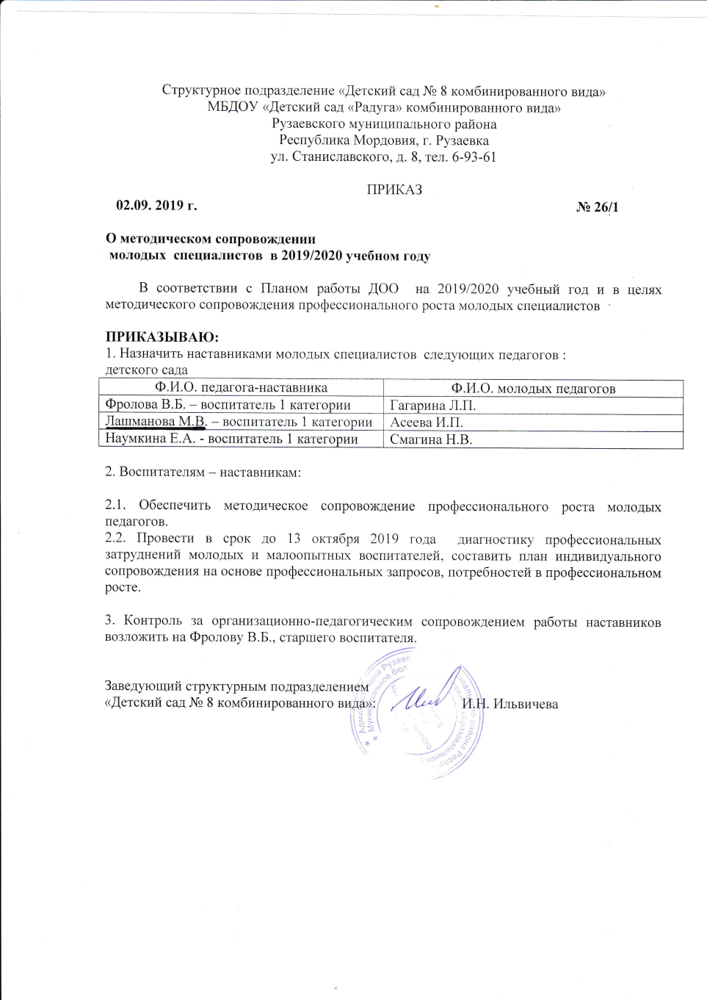 Структурное подразделение «Детский сад № 8 комбинированного вида»
МБДОУ «Детский сад «Радуга» комбинированного вида»
Рузаевского муниципального района
Республика Мордовия, г. Рузаевка
ул. Станиславского, д. 8, тел. 6-93-61
ПРИКАЗ
02.09. 2019 г. № 26/1
О методическом сопровождении
молодых специалистов в 2019/2020 учебном году
В соответствии с Планом работы ДОО на 2019/2020 учебный год и в целях
методического сопровождения профессионального роста молодых специалистов
ПРИКАЗЫВАЮ:
1. Назначить наставниками молодых специалистов следующих педагогов :
детского сада
Ф.И.О. педагога-наставника Ф.И.О. молодых педагогов
Фролова В.Б. – воспитатель 1 категории Гагарина Л.П.
Лашманова М.В. – воспитатель 1 категории Асеева И.П.
Наумкина Е.А. - воспитатель 1 категории Смагина Н.В.
2. Воспитателям – наставникам:
2.1. Обеспечить методическое сопровождение профессионального роста молодых
педагогов.
2.2. Провести в срок до 13 октября 2019 года диагностику профессиональных
затруднений молодых и малоопытных воспитателей, составить план индивидуального
сопровождения на основе профессиональных запросов, потребностей в профессиональном
росте.
3. Контроль за организационно-педагогическим сопровождением работы наставников
возложить на Фролову В.Б., старшего воспитателя.
Заведующий структурным подразделением
«Детский сад № 8 комбинированного вида»: И.Н. Ильвичева